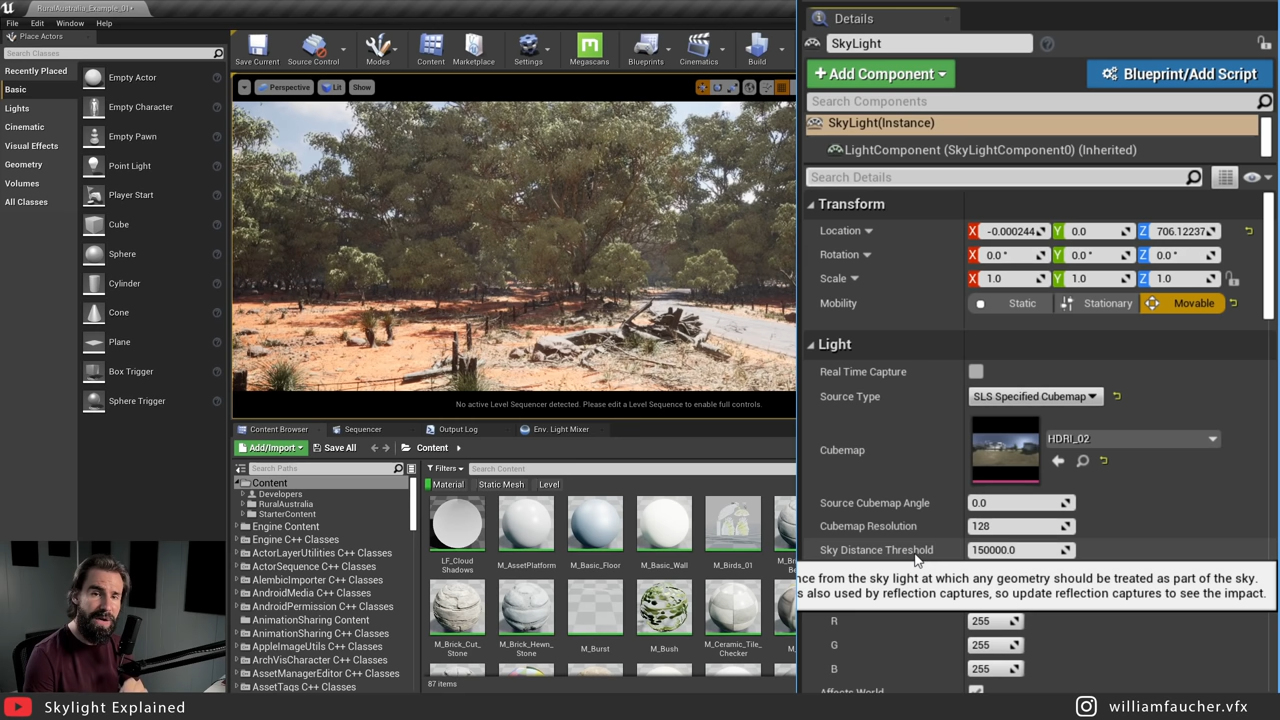 RuralAustralia_Example_01*
File Edit Window Help
Place Actors
Search Classes
Recently Placed
Basic
Lights
Cinematic
Visual Effects
Geometry
Volumes
All Classes
Empty Actor
Empty Character
Empty Pawn
Point Light
Player Start
Cube
Sphere
Cylinder
Cone
Plane
Box Trigger
Sphere Trigger
Save Current Source Control Modes Content Marketplace Settings Megascans Blueprints Cinematics Build
Perspective Lit Show
No active Level Sequencer detected. Please edit a Level Sequence to enable full controls.
Content Browser Sequencer Output Log Env. Light Mixer
Add/Import Save All Content
Search Paths
Filters Search Content
Material Static Mesh Level
Content
Developers
RuralAustralia
StarterContent
Engine Content
Engine C++ Classes
ActorLayerUtilities C++ Classes
ActorSequence C++ Classes
AlembicImporter C++ Classes
AndroidMedia C++ Classes
AndroidPermission C++ Classes
AnimationSharing Content
AnimationSharing C++ Classes
AppleImageUtils C++ Classes
ArchVisCharacter C++ Classes
AssetManagerEditor C++ Classes
AssetTags C++ Classes
LF_Cloud
Shadows
M_AssetPlatform
M_Basic_Floor
M_Basic_Wall
M_Birds_01
M_Brick_Cut_
Stone
M_Brick_Hewn_
Stone
M_Burst
M_Bush
M_Ceramic_Tile_
Checker
87 items
Details
SkyLight
Add Component Blueprint/Add Script
Search Components
SkyLight(Instance)
LightComponent (SkyLightComponent0) (Inherited)
Search Details
Transform
Location X -0.000244 Y 0.0 Z 706.12237
Rotation X 0.0 ° Y 0.0 ° Z 0.0 °
Scale X 1.0 Y 1.0 Z 1.0
Mobility Static Stationary Movable
Light
Real Time Capture
Source Type SLS Specified Cubemap
Cubemap HDRI_02
Source Cubemap Angle 0.0
Cubemap Resolution 128
Sky Distance Threshold 150000.0
nce from the sky light at which any geometry should be treated as part of the sky.
s also used by reflection captures, so update reflection captures to see the impact.
R 255
G 255
B 255
Affects World
Skylight Explained
williamfaucher.vfx